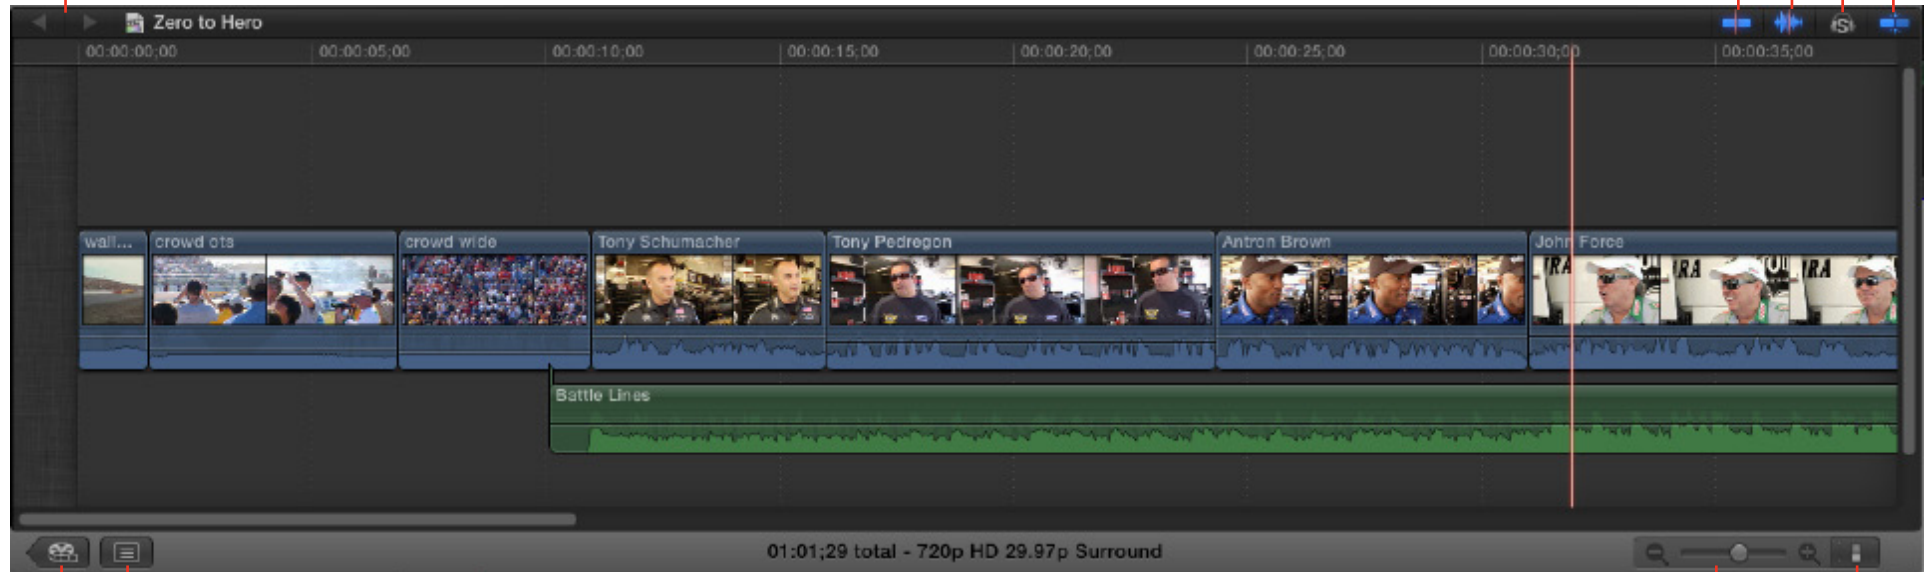 Zero to Hero
00:00:00;00 00:00:05;00 00:00:10;00 00:00:15;00 00:00:20;00 00:00:25;00 00:00:30;00 00:00:35;00
wall... crowd ots crowd wide Tony Schumacher Tony Pedregon Antron Brown John Force
Battle Lines
01:01;29 total - 720p HD 29.97p Surround